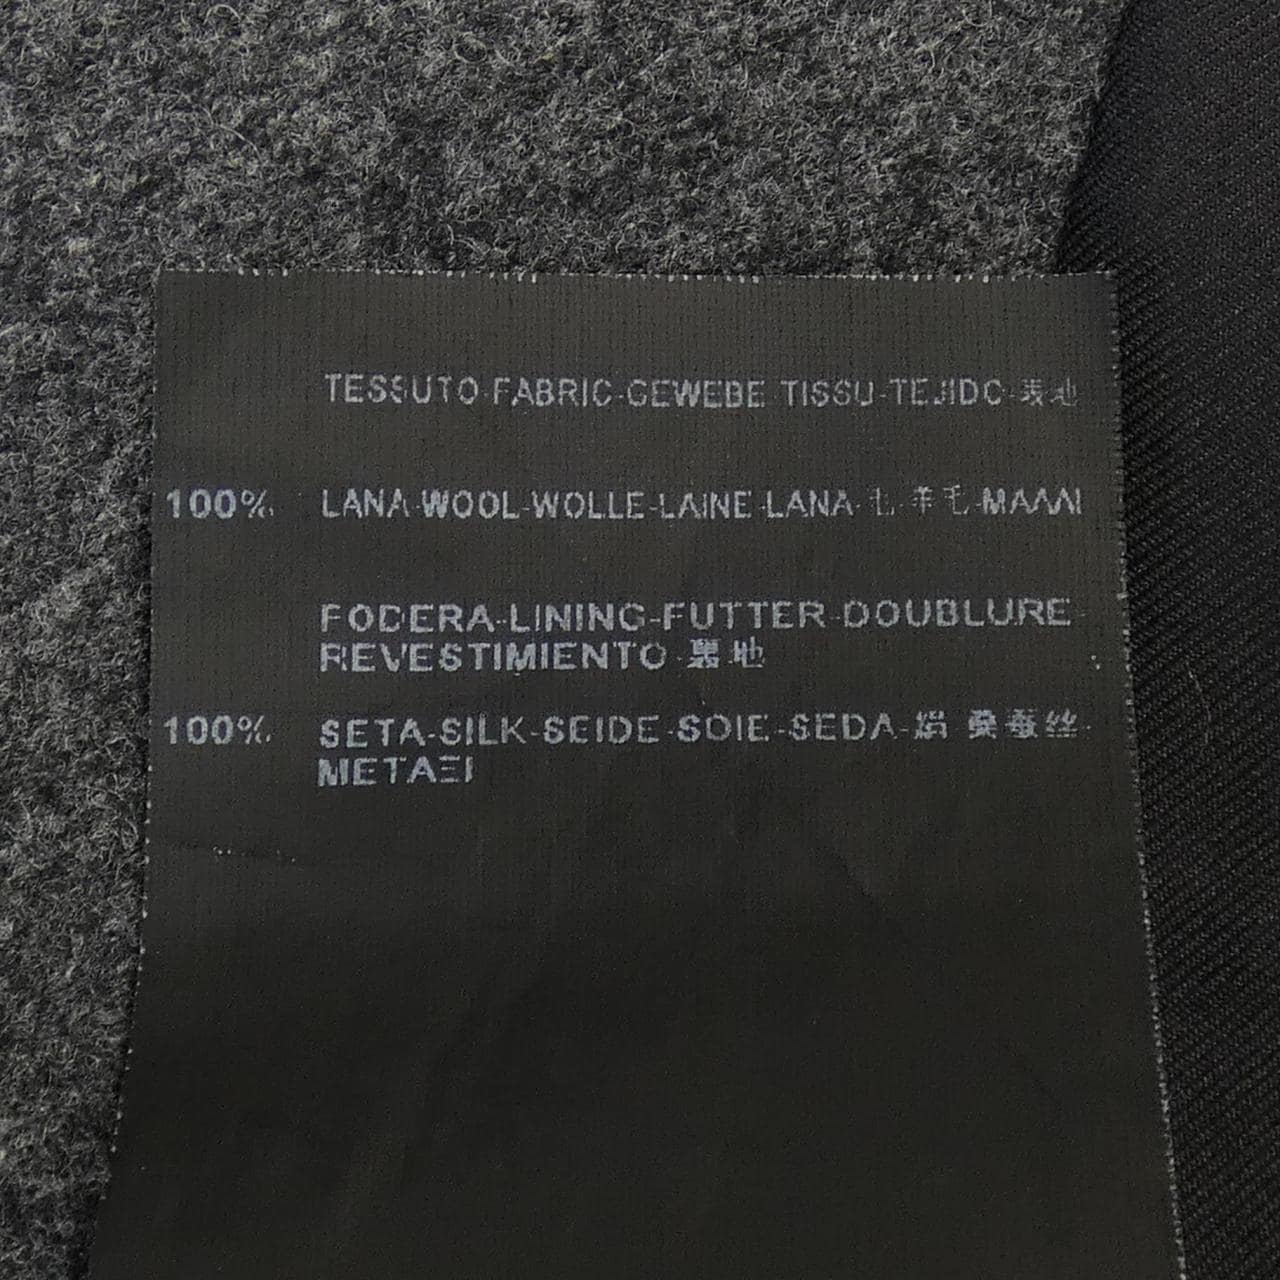 TESSUTO-FABRIC-GEWEBE TISSU-TEJIDO-表地
100% LANA-WOOL-WOLLE-LAINE-LANA-毛 羊毛-ΜΑΛΛΙ
FODERA-LINING-FUTTER-DOUBLURE-
REVESTIMIENTO-裏地
100% SETA-SILK-SEIDE-SOIE-SEDA-絹 桑蚕丝-
ΜΕΤΑΞΙ